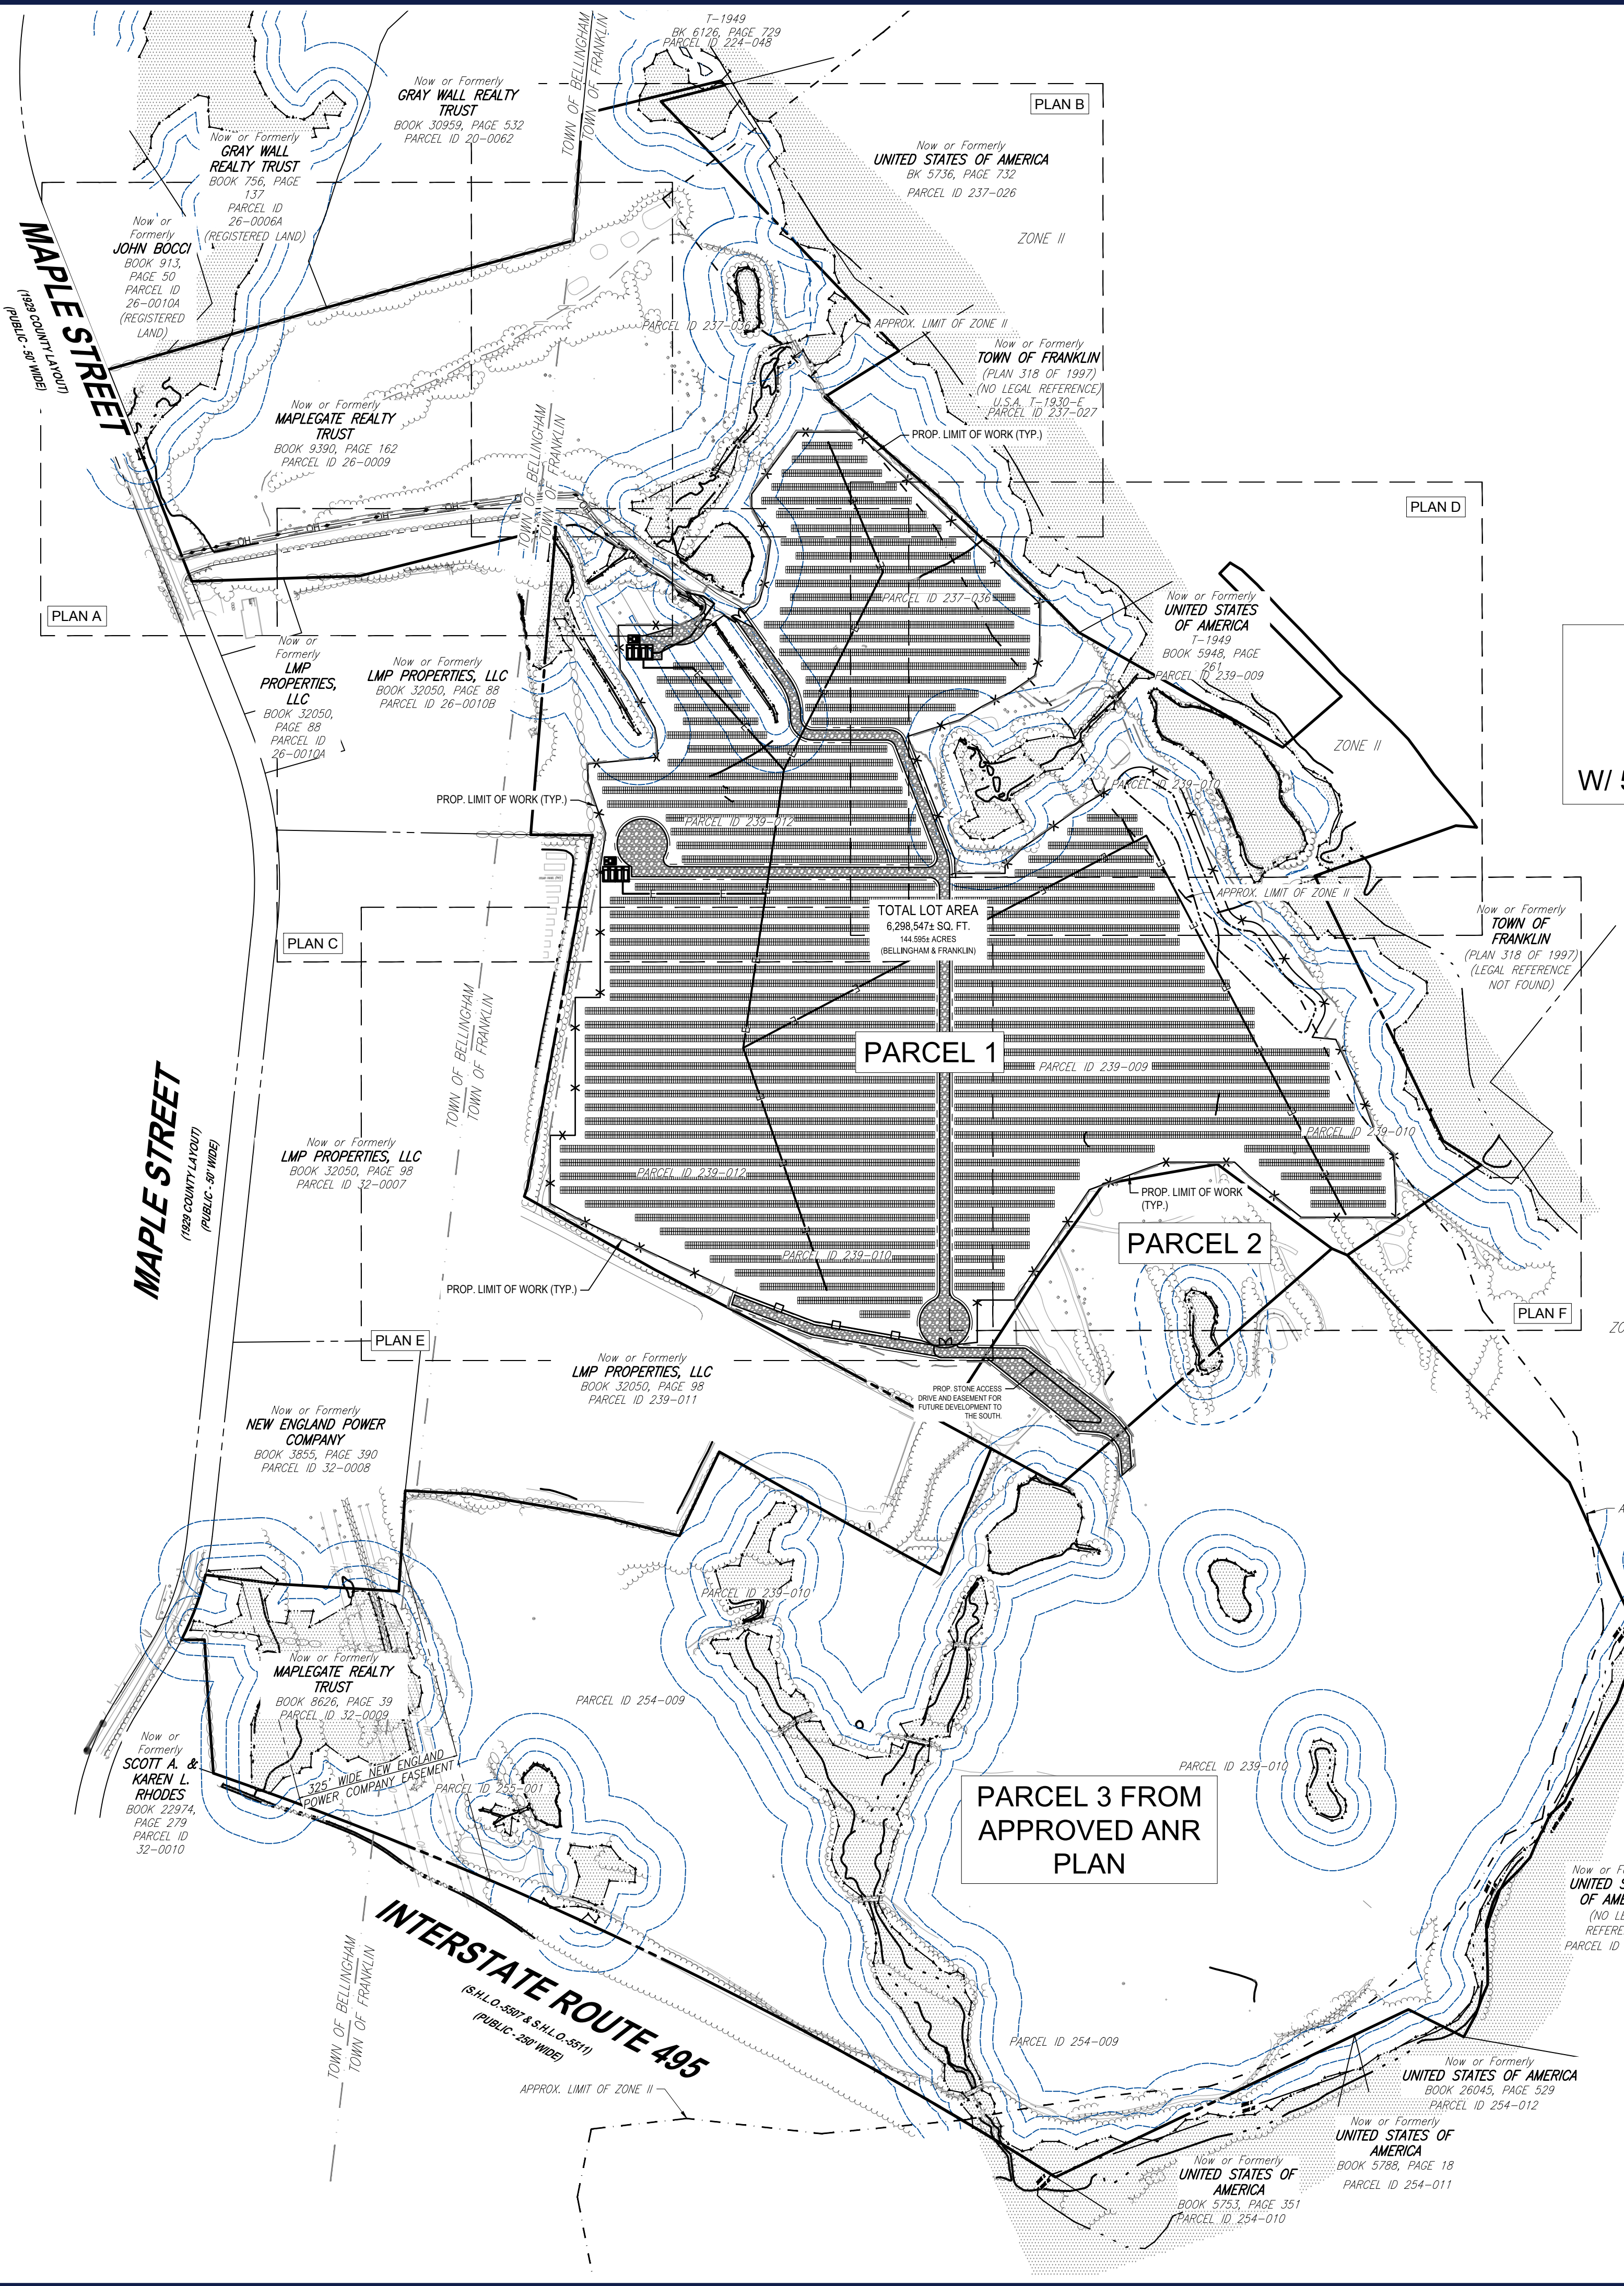 T-1949
BK 6126, PAGE 729
PARCEL ID 224-048
TOWN OF BELLINGHAM
TOWN OF FRANKLIN
Now or Formerly
GRAY WALL REALTY
TRUST
BOOK 30959, PAGE 532
PARCEL ID 20-0062
PLAN B
Now or Formerly
GRAY WALL
REALTY TRUST
BOOK 756, PAGE
137
PARCEL ID
26-0006A
(REGISTERED LAND)
Now or Formerly
UNITED STATES OF AMERICA
BK 5736, PAGE 732
PARCEL ID 237-026
ZONE II
Now or
Formerly
JOHN BOCCI
BOOK 913,
PAGE 50
PARCEL ID
26-0010A
(REGISTERED
LAND)
MAPLE STREET
(1929 COUNTY LAYOUT)
(PUBLIC - 50' WIDE)
PARCEL ID 237-036
APPROX. LIMIT OF ZONE II
Now or Formerly
TOWN OF FRANKLIN
(PLAN 318 OF 1997)
(NO LEGAL REFERENCE)
U.S.A. T-1930-E
PARCEL ID 237-027
Now or Formerly
MAPLEGATE REALTY
TRUST
BOOK 9390, PAGE 162
PARCEL ID 26-0009
PROP. LIMIT OF WORK (TYP.)
TOWN OF BELLINGHAM
TOWN OF FRANKLIN
OH
OH
OH
OH
PLAN D
PARCEL ID 237-036
PLAN A
Now or Formerly
UNITED STATES
OF AMERICA
T-1949
BOOK 5948, PAGE
261
PARCEL ID 239-009
Now or
Formerly
LMP
PROPERTIES,
LLC
BOOK 32050,
PAGE 88
PARCEL ID
26-0010A
Now or Formerly
LMP PROPERTIES, LLC
BOOK 32050, PAGE 88
PARCEL ID 26-0010B
ZONE II
W/ 5
PARCEL ID 239-010
PROP. LIMIT OF WORK (TYP.)
PARCEL ID 239-012
APPROX. LIMIT OF ZONE II
PLAN C
TOTAL LOT AREA
6,298,547± SQ. FT.
144.595± ACRES
(BELLINGHAM & FRANKLIN)
Now or Formerly
TOWN OF
FRANKLIN
(PLAN 318 OF 1997)
(LEGAL REFERENCE
NOT FOUND)
TOWN OF BELLINGHAM
TOWN OF FRANKLIN
PARCEL 1
PARCEL ID 239-009
MAPLE STREET
(1929 COUNTY LAYOUT)
(PUBLIC - 50' WIDE)
Now or Formerly
LMP PROPERTIES, LLC
BOOK 32050, PAGE 98
PARCEL ID 32-0007
PARCEL ID 239-010
PARCEL ID 239-012
PROP. LIMIT OF WORK
(TYP.)
PARCEL 2
PARCEL ID 239-010
PROP. LIMIT OF WORK (TYP.)
PLAN F
PLAN E
Now or Formerly
LMP PROPERTIES, LLC
BOOK 32050, PAGE 98
PARCEL ID 239-011
PROP. STONE ACCESS
DRIVE AND EASEMENT FOR
FUTURE DEVELOPMENT TO
THE SOUTH.
Now or Formerly
NEW ENGLAND POWER
COMPANY
BOOK 3855, PAGE 390
PARCEL ID 32-0008
PARCEL ID 239-010
Now or Formerly
MAPLEGATE REALTY
TRUST
BOOK 8626, PAGE 39
PARCEL ID 32-0009
PARCEL ID 254-009
Now or
Formerly
SCOTT A. &
KAREN L.
RHODES
BOOK 22974,
PAGE 279
PARCEL ID
32-0010
325' WIDE NEW ENGLAND
POWER COMPANY EASEMENT
PARCEL ID 255-001
PARCEL ID 239-010
PARCEL 3 FROM
APPROVED ANR
PLAN
Now or F
UNITED S
OF AME
(NO LE
REFERE
PARCEL ID
TOWN OF BELLINGHAM
TOWN OF FRANKLIN
INTERSTATE ROUTE 495
(S.H.L.O.-5507 & S.H.L.O.-5511)
(PUBLIC - 250' WIDE)
PARCEL ID 254-009
APPROX. LIMIT OF ZONE II
Now or Formerly
UNITED STATES OF AMERICA
BOOK 26045, PAGE 529
PARCEL ID 254-012
Now or Formerly
UNITED STATES OF
AMERICA
BOOK 5788, PAGE 18
PARCEL ID 254-011
Now or Formerly
UNITED STATES OF
AMERICA
BOOK 5753, PAGE 351
PARCEL ID 254-010